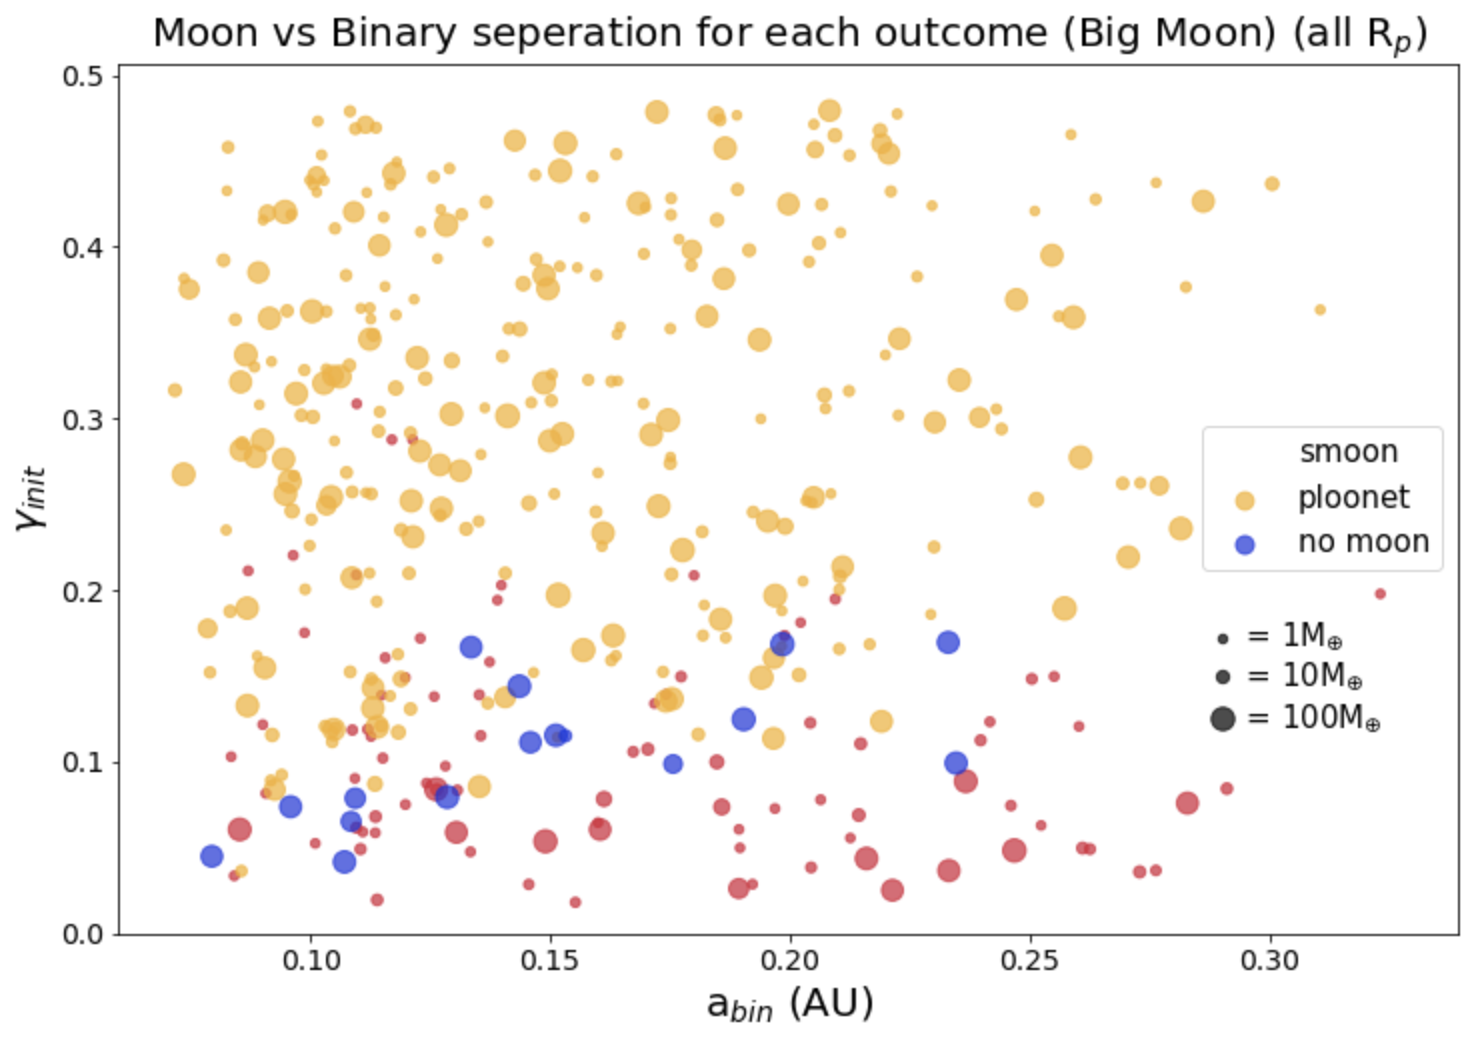 Moon vs Binary seperation for each outcome (Big Moon) (all Rₚ)
0.5
0.4
0.3
0.2
0.1
0.0
γ_init
smoon
ploonet
no moon
= 1M⊕
= 10M⊕
= 100M⊕
0.10 0.15 0.20 0.25 0.30
a_bin (AU)